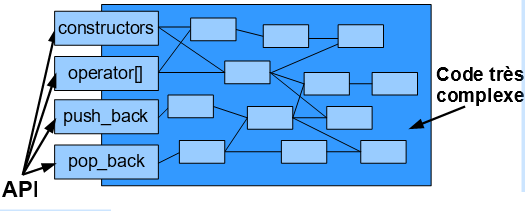 constructors
operator[]
push_back
pop_back
API
Code très
complexe